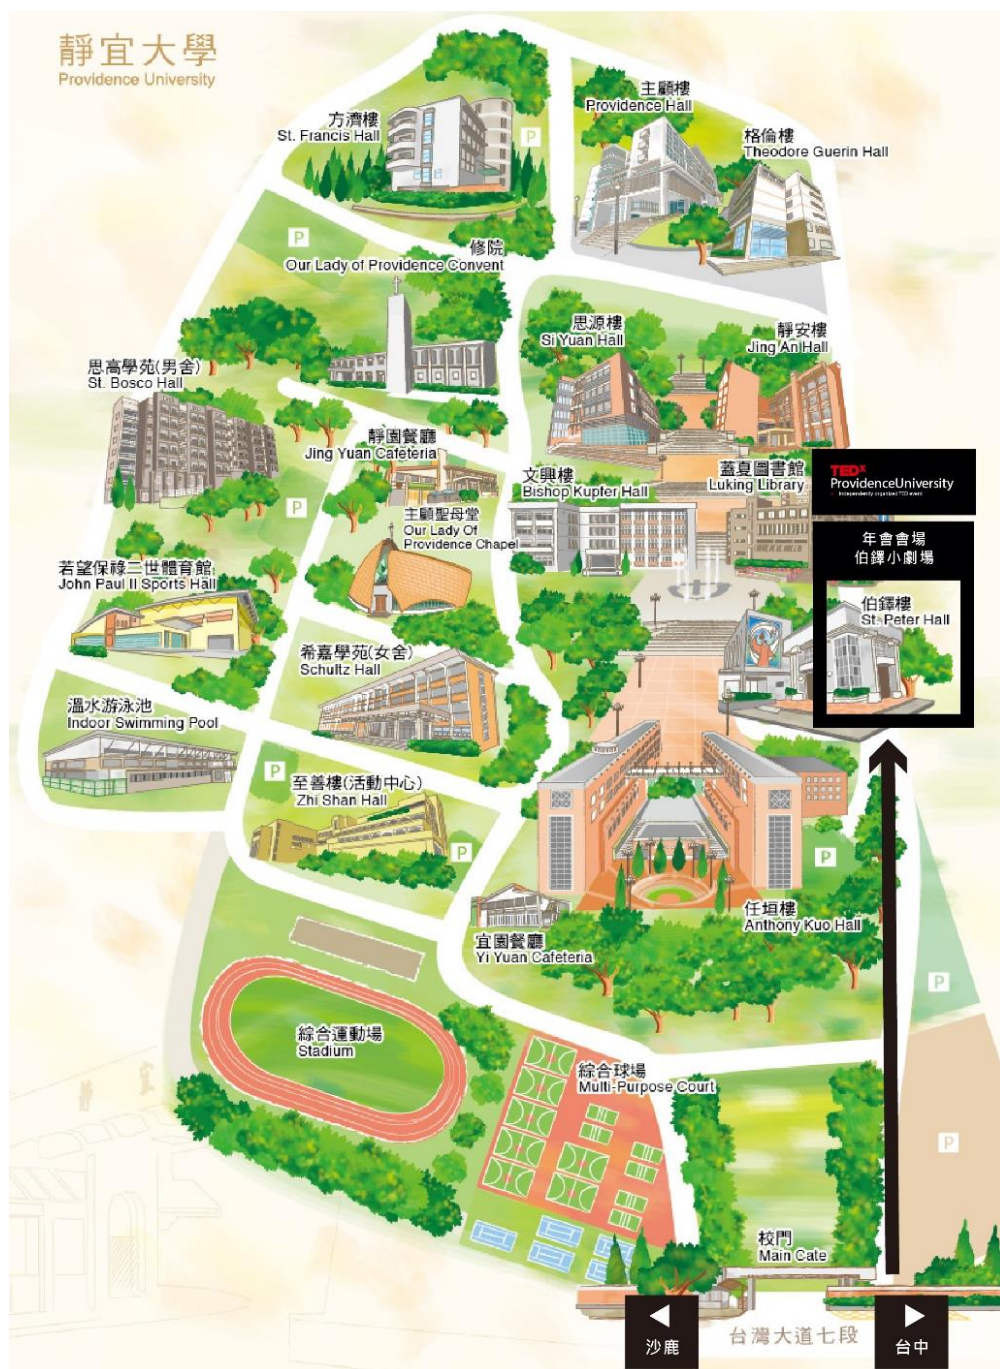 靜宜大學
Providence University
主顧樓
Providence Hall
方濟樓
St. Francis Hall
格倫樓
Theodore Guerin Hall
P
P
修院
Our Lady of Providence Convent
思源樓
Si Yuan Hall
靜安樓
Jing An Hall
思高學苑(男舍)
St. Bosco Hall
靜園餐廳
Jing Yuan Cafeteria
文興樓
Bishop Kupfer Hall
蓋夏圖書館
Luking Library
TEDx
ProvidenceUniversity
x = independently organized TED event
P
主顧聖母堂
Our Lady Of
Providence Chapel
年會會場
伯鐸小劇場
若望保祿二世體育館
John Paul II Sports Hall
伯鐸樓
St. Peter Hall
希嘉學苑(女舍)
Schultz Hall
溫水游泳池
Indoor Swimming Pool
P
至善樓(活動中心)
Zhi Shan Hall
P
P
任垣樓
Anthony Kuo Hall
宜園餐廳
Yi Yuan Cafeteria
P
綜合運動場
Stadium
綜合球場
Multi-Purpose Court
P
校門
Main Gate
台灣大道七段
沙鹿
台中